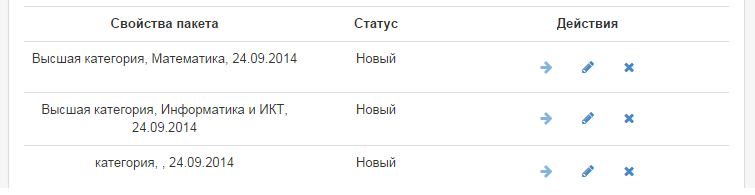 Свойства пакета Статус Действия
Высшая категория, Математика, 24.09.2014 Новый
Высшая категория, Информатика и ИКТ, Новый
24.09.2014
категория, , 24.09.2014 Новый